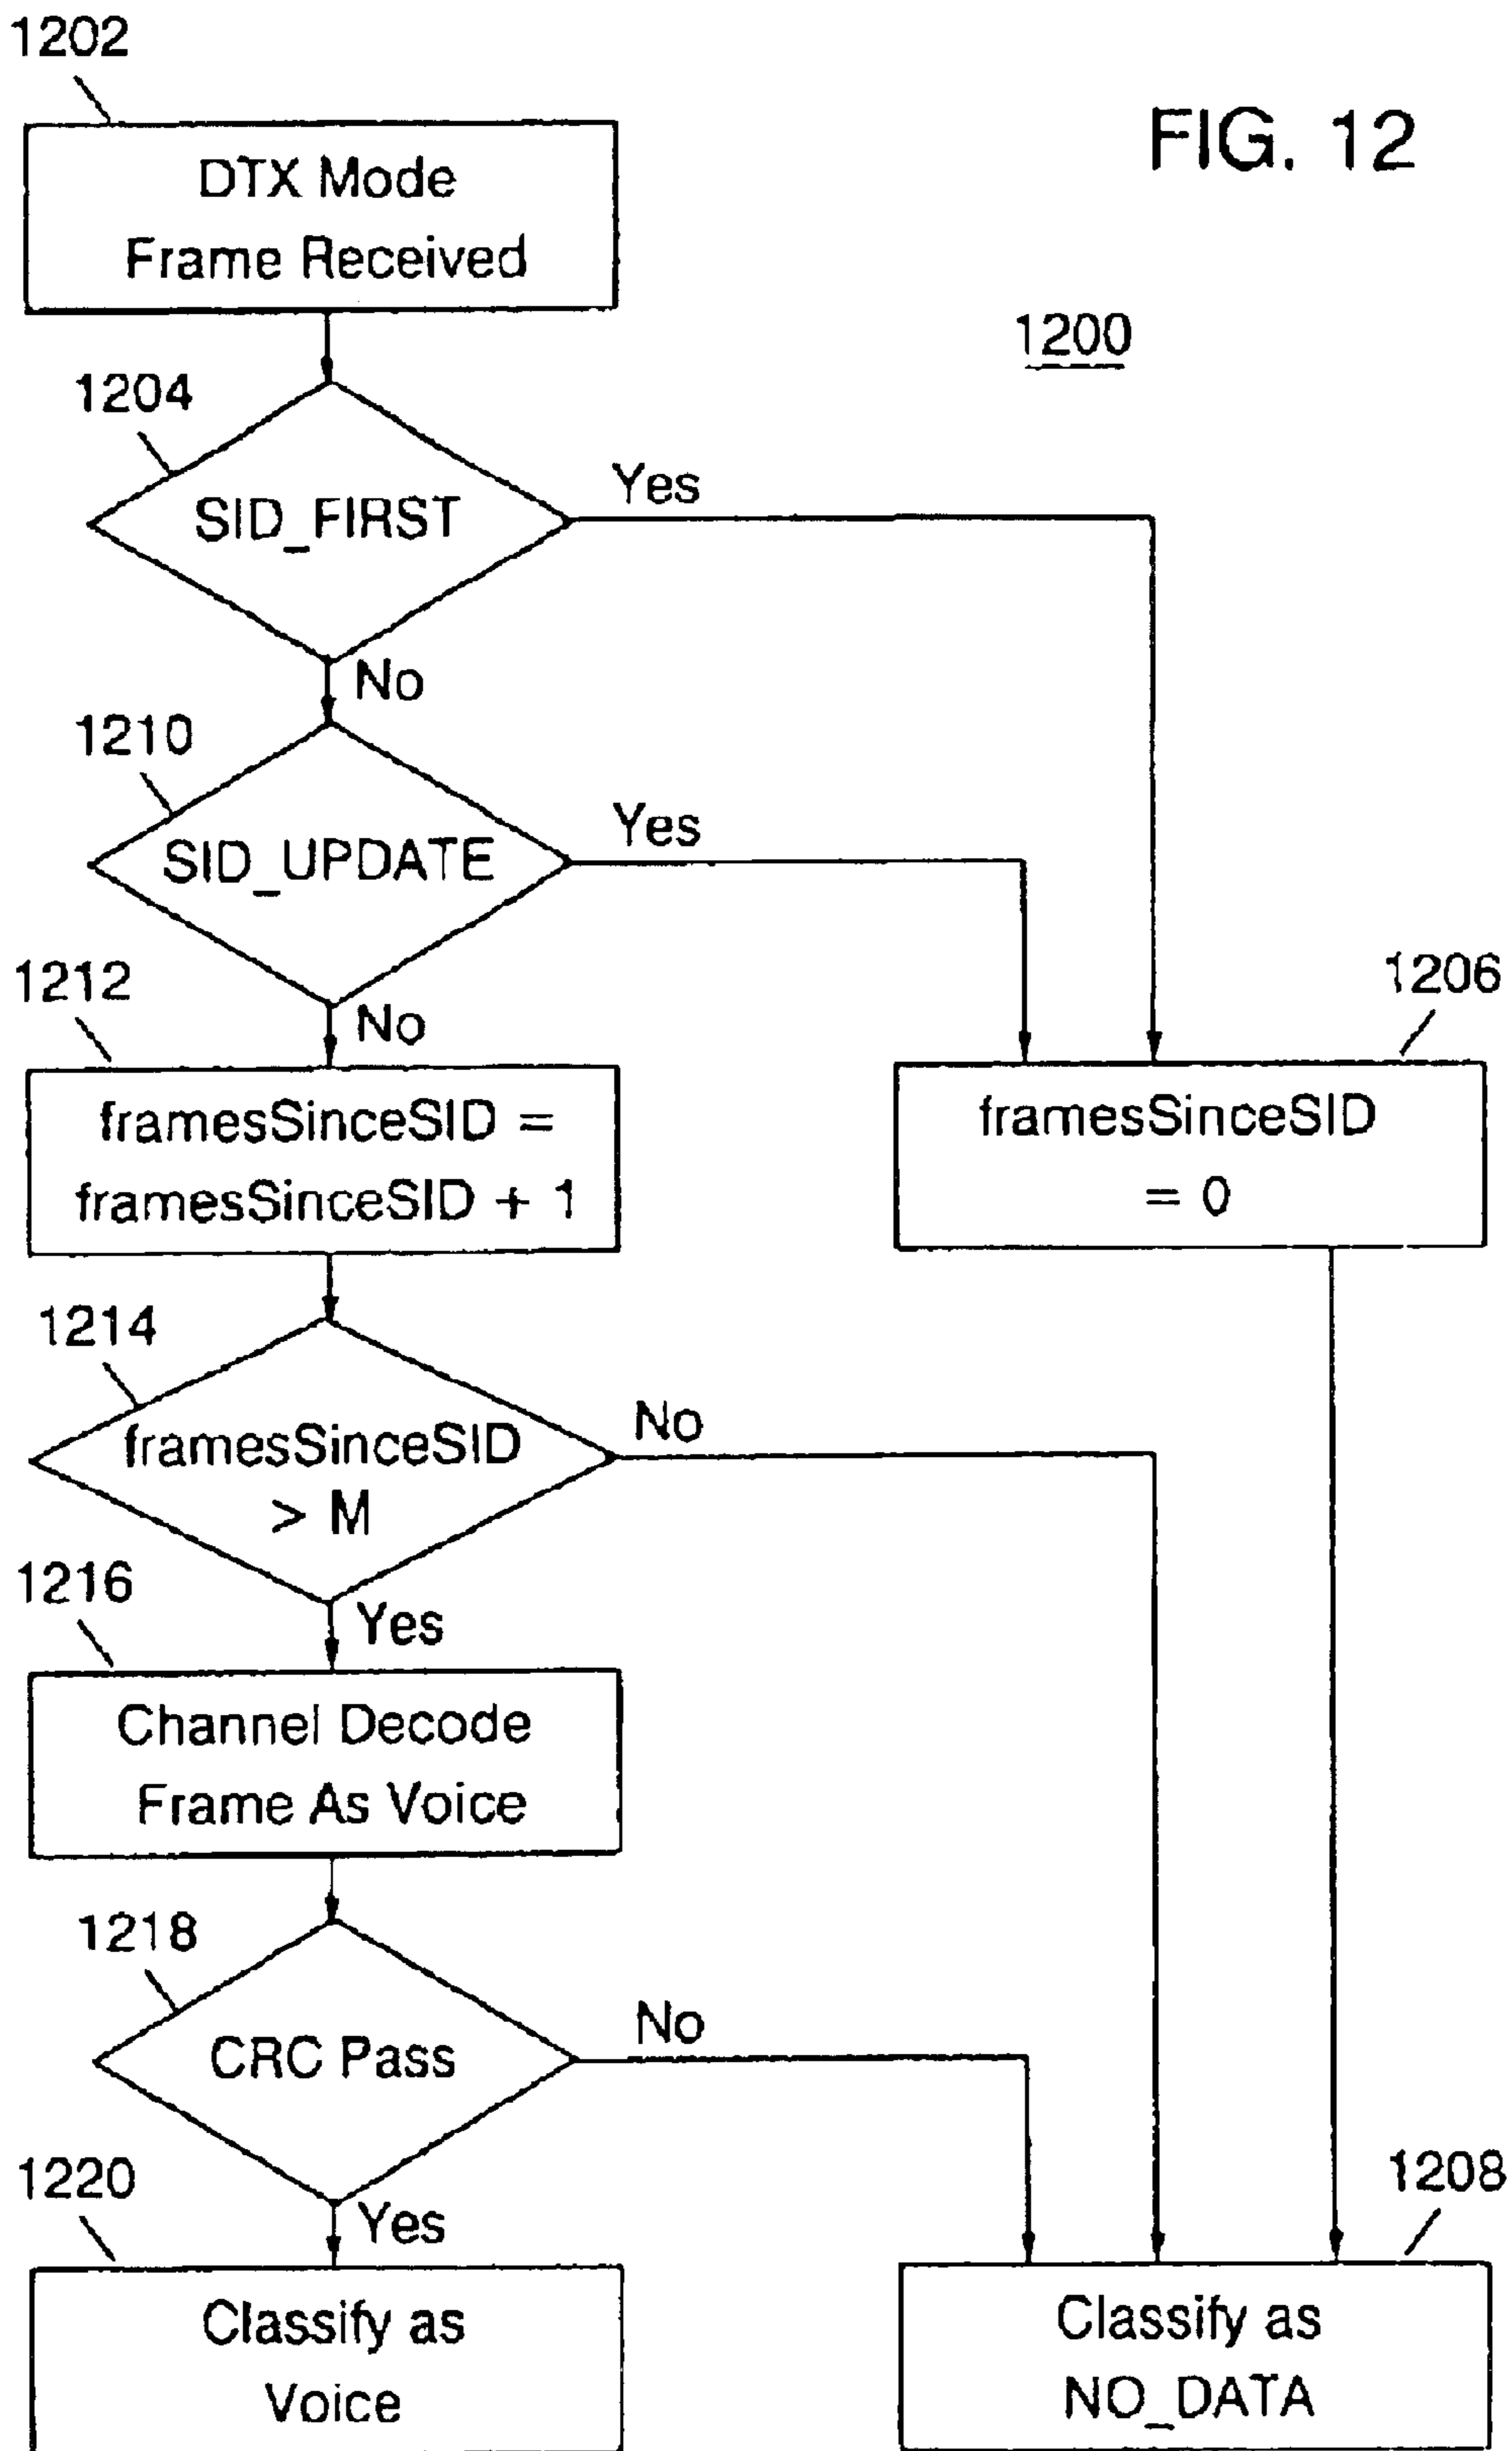 1202
FIG. 12
DTX Mode
Frame Received
1200
1204
SID_FIRST
Yes
No
1210
SID_UPDATE
Yes
No
1212
framesSinceSID =
framesSinceSID + 1
1206
framesSinceSID
= 0
1214
framesSinceSID
> M
No
Yes
1216
Channel Decode
Frame As Voice
1218
CRC Pass
No
Yes
1220
Classify as
Voice
1208
Classify as
NO_DATA